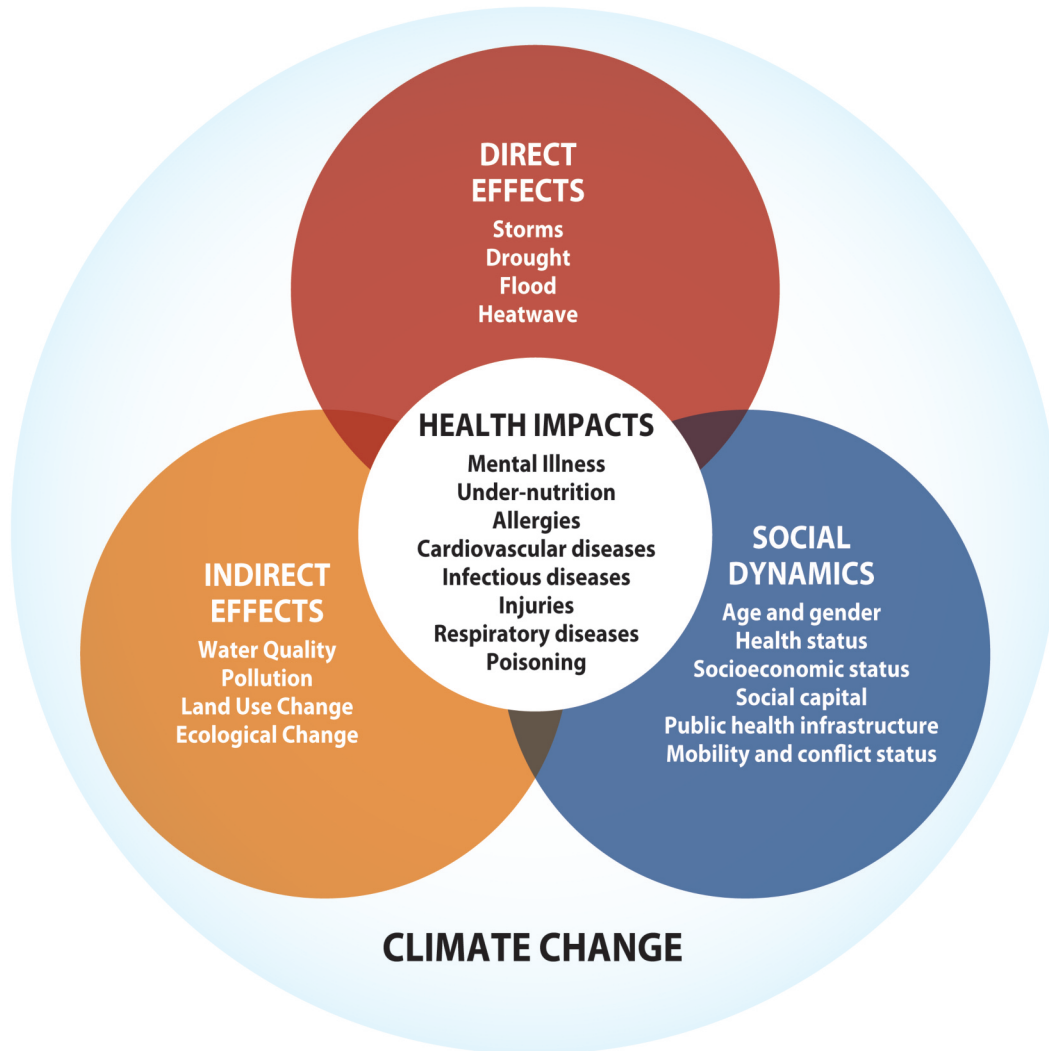 DIRECT
EFFECTS
Storms
Drought
Flood
Heatwave
HEALTH IMPACTS
Mental Illness
Under-nutrition
Allergies
Cardiovascular diseases
Infectious diseases
Injuries
Respiratory diseases
Poisoning
INDIRECT
EFFECTS
Water Quality
Pollution
Land Use Change
Ecological Change
SOCIAL
DYNAMICS
Age and gender
Health status
Socioeconomic status
Social capital
Public health infrastructure
Mobility and conflict status
CLIMATE CHANGE